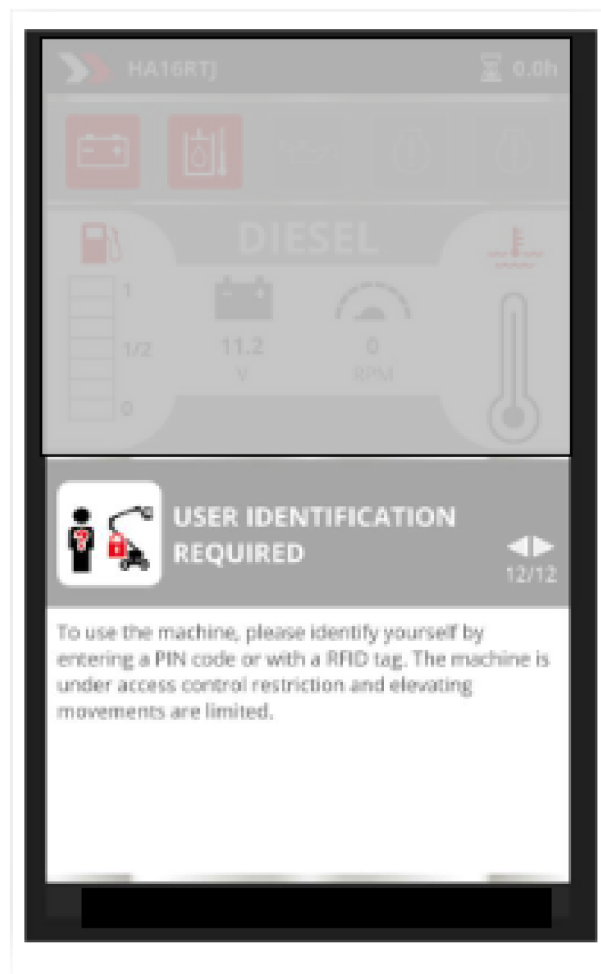 HA16RTJ
0.0h
DIESEL
1
1/2
0
11.2
V
0
RPM
USER IDENTIFICATION
REQUIRED
12/12
To use the machine, please identify yourself by
entering a PIN code or with a RFID tag. The machine is
under access control restriction and elevating
movements are limited.